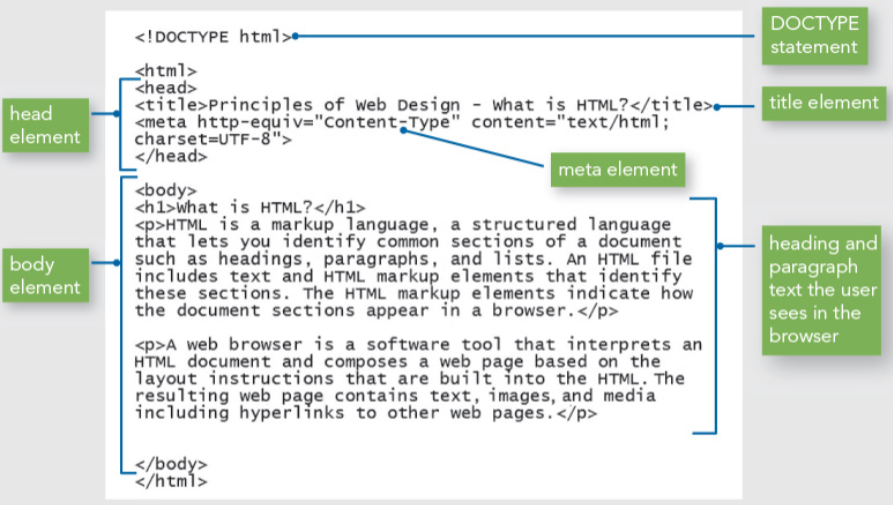 <!DOCTYPE html>
DOCTYPE
statement
<html>
<head>
<title>Principles of Web Design - What is HTML?</title>
title element
<meta http-equiv="Content-Type" content="text/html;
charset=UTF-8">
</head>
head
element
meta element
<body>
<h1>What is HTML?</h1>
<p>HTML is a markup language, a structured language
that lets you identify common sections of a document
such as headings, paragraphs, and lists. An HTML file
includes text and HTML markup elements that identify
these sections. The HTML markup elements indicate how
the document sections appear in a browser.</p>
body
element
heading and
paragraph
text the user
sees in the
browser
<p>A web browser is a software tool that interprets an
HTML document and composes a web page based on the
layout instructions that are built into the HTML. The
resulting web page contains text, images, and media
including hyperlinks to other web pages.</p>
</body>
</html>